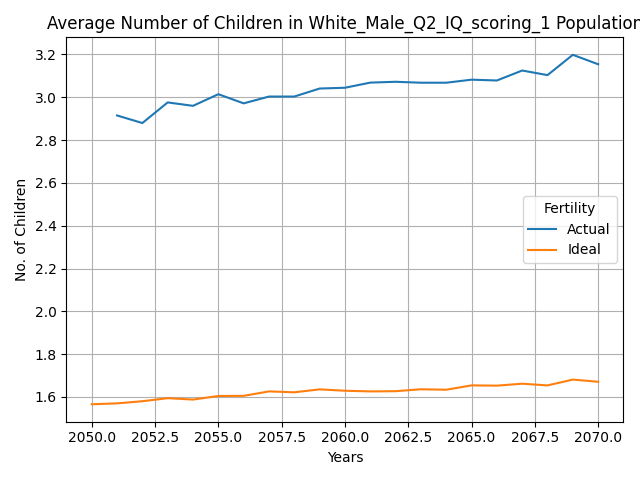 Average Number of Children in White_Male_Q2_IQ_scoring_1 Population
3.2
3.0
2.8
2.6
2.4
2.2
2.0
1.8
1.6
No. of Children
Fertility
Actual
Ideal
2050.0 2052.5 2055.0 2057.5 2060.0 2062.5 2065.0 2067.5 2070.0
Years